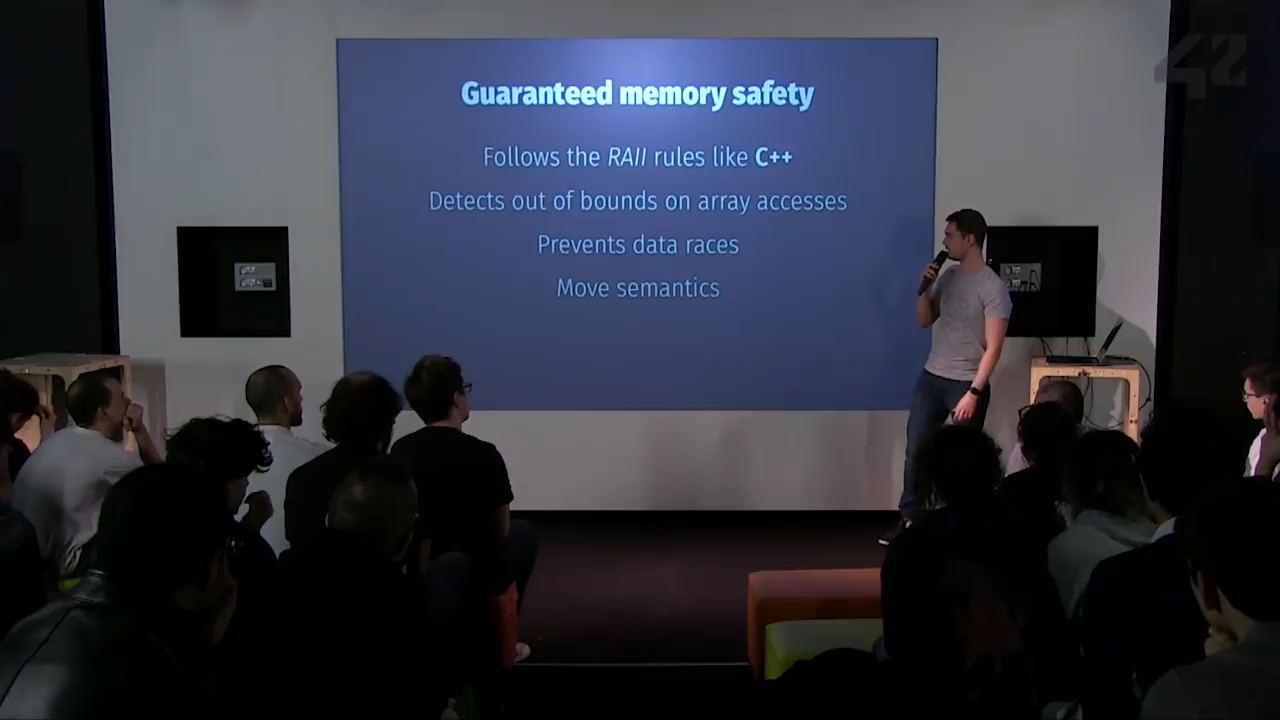 Guaranteed memory safety
Follows the RAII rules like C++
Detects out of bounds on array accesses
Prevents data races
Move semantics
42